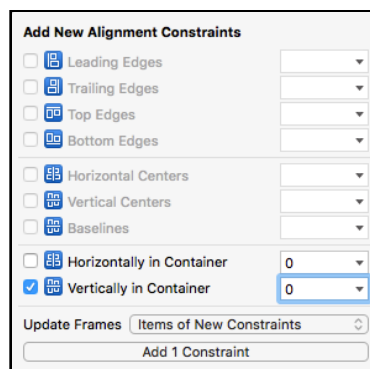 Add New Alignment Constraints
Leading Edges
Trailing Edges
Top Edges
Bottom Edges
Horizontal Centers
Vertical Centers
Baselines
Horizontally in Container 0
Vertically in Container 0
Update Frames Items of New Constraints
Add 1 Constraint